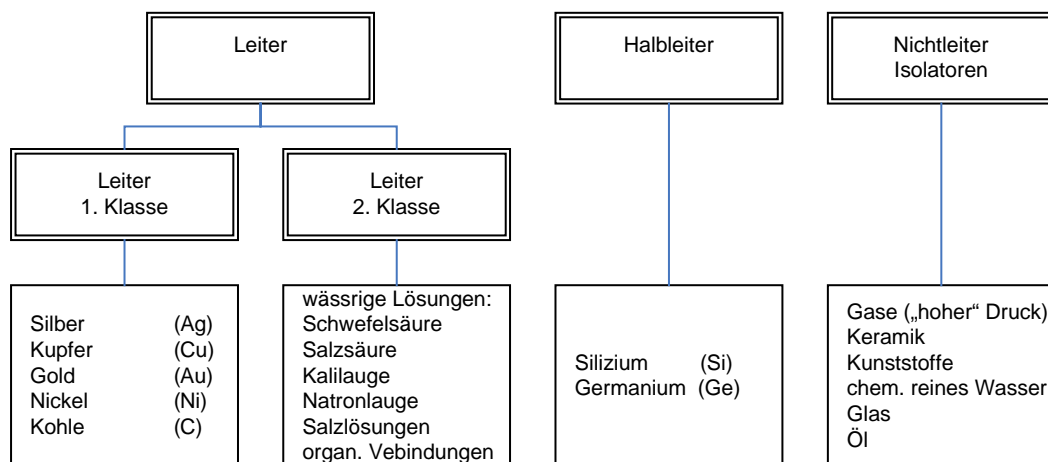 Leiter
Halbleiter
Nichtleiter
Isolatoren
Leiter
1. Klasse
Leiter
2. Klasse
Silber (Ag)
Kupfer (Cu)
Gold (Au)
Nickel (Ni)
Kohle (C)
wässrige Lösungen:
Schwefelsäure
Salzsäure
Kalilauge
Natronlauge
Salzlösungen
organ. Vebindungen
Silizium (Si)
Germanium (Ge)
Gase („hoher“ Druck)
Keramik
Kunststoffe
chem. reines Wasser
Glas
Öl